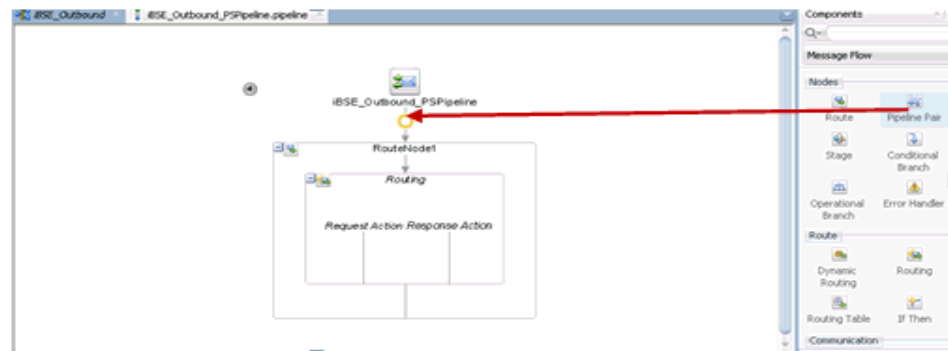 iBSE_Outbound
iBSE_Outbound_PSPipeline.pipeline
iBSE_Outbound_PSPipeline
RouteNode1
Routing
Request Action Response Action
Components
Message Flow
Nodes
Route Pipeline Pair
Stage Conditional Branch
Operational Branch Error Handler
Route
Dynamic Routing Routing
Routing Table If Then
Communication